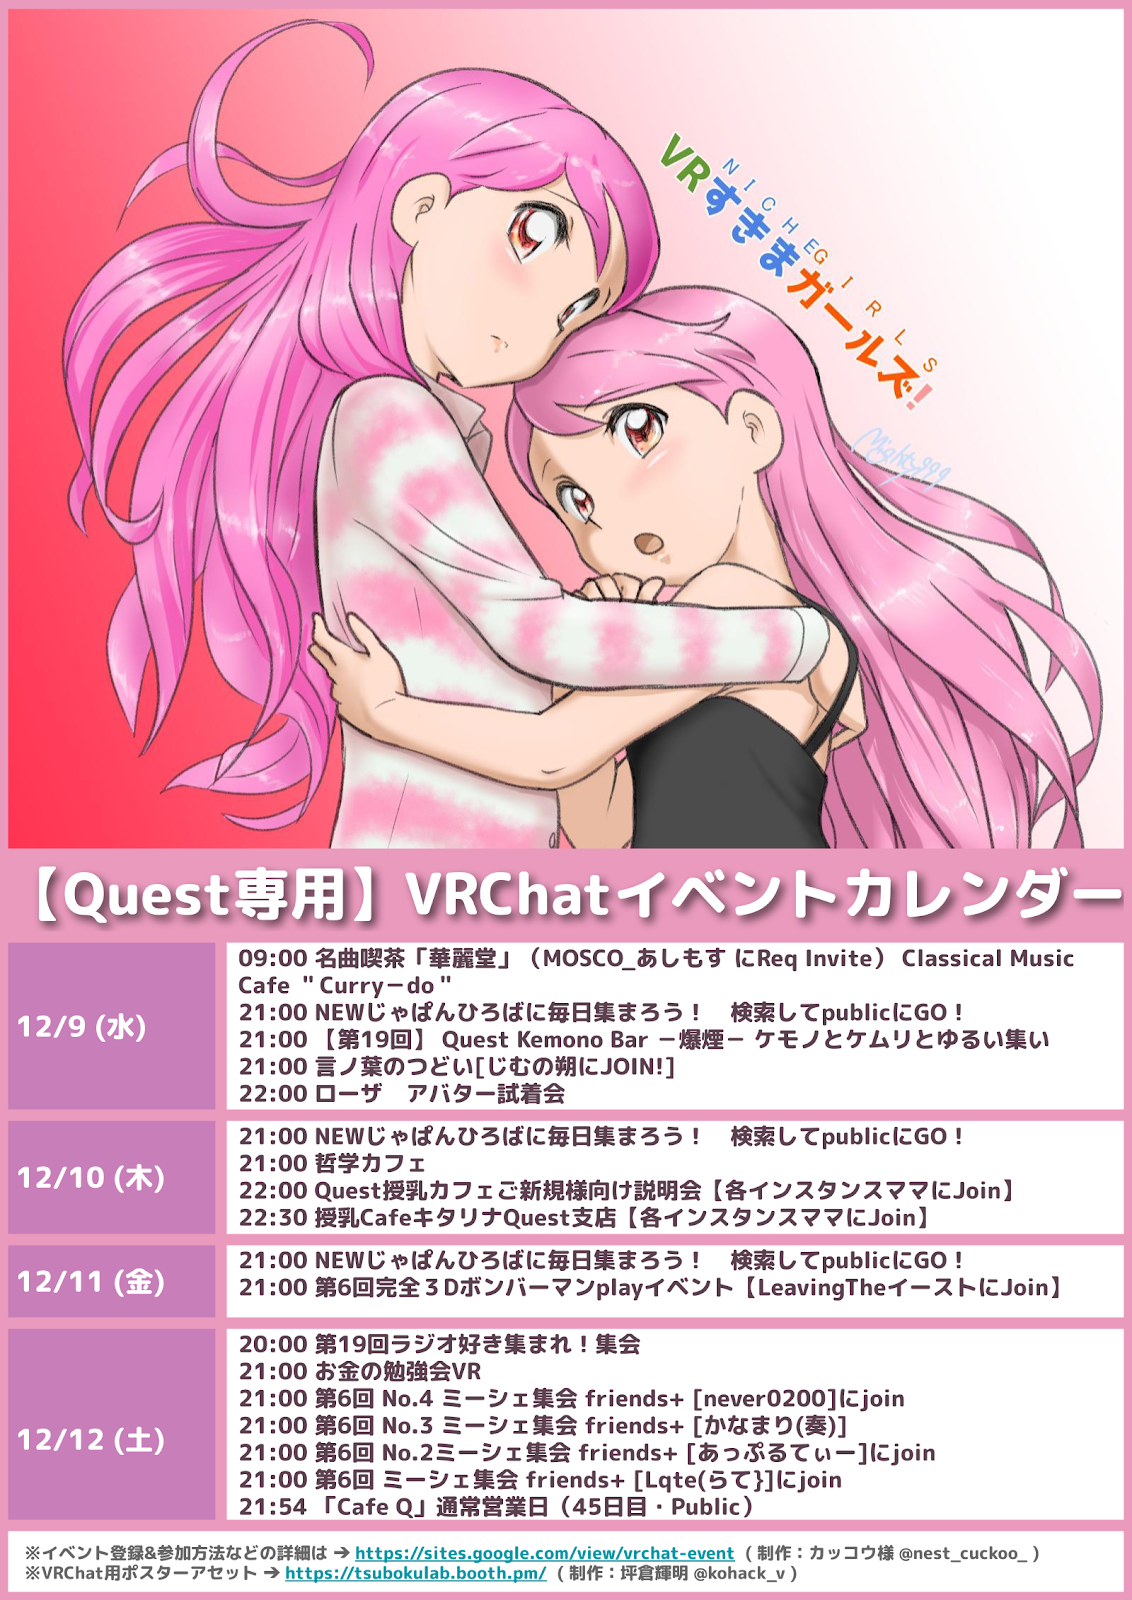 NICHE GIRLS
VRすきまガールズ!
Mighty999
【Quest専用】VRChatイベントカレンダー
12/9 (水)
09:00 名曲喫茶「華麗堂」（MOSCO_あしもす にReq Invite） Classical Music
Cafe ＂Curry－do＂
21:00 NEWじゃぱんひろばに毎日集まろう！　検索してpublicにGO！
21:00 【第19回】 Quest Kemono Bar －爆煙－ ケモノとケムリとゆるい集い
21:00 言ノ葉のつどい[じむの朔にJOIN!]
22:00 ローザ　アバター試着会
12/10 (木)
21:00 NEWじゃぱんひろばに毎日集まろう！　検索してpublicにGO！
21:00 哲学カフェ
22:00 Quest授乳カフェご新規様向け説明会【各インスタンスママにJoin】
22:30 授乳CafeキタリナQuest支店【各インスタンスママにJoin】
12/11 (金)
21:00 NEWじゃぱんひろばに毎日集まろう！　検索してpublicにGO！
21:00 第6回完全３Dボンバーマンplayイベント【LeavingTheイーストにJoin】
12/12 (土)
20:00 第19回ラジオ好き集まれ！集会
21:00 お金の勉強会VR
21:00 第6回 No.4 ミーシェ集会 friends+ [never0200]にjoin
21:00 第6回 No.3 ミーシェ集会 friends+ [かなまり(奏)]
21:00 第6回 No.2ミーシェ集会 friends+ [あっぷるてぃー]にjoin
21:00 第6回 ミーシェ集会 friends+ [Lqte(らて}]にjoin
21:54 「Cafe Q」通常営業日（45日目・Public）
※イベント登録&参加方法などの詳細は → https://sites.google.com/view/vrchat-event （ 制作：カッコウ様 @nest_cuckoo_ ）
※VRChat用ポスターアセット → https://tsubokulab.booth.pm/ （ 制作：坪倉輝明 @kohack_v ）